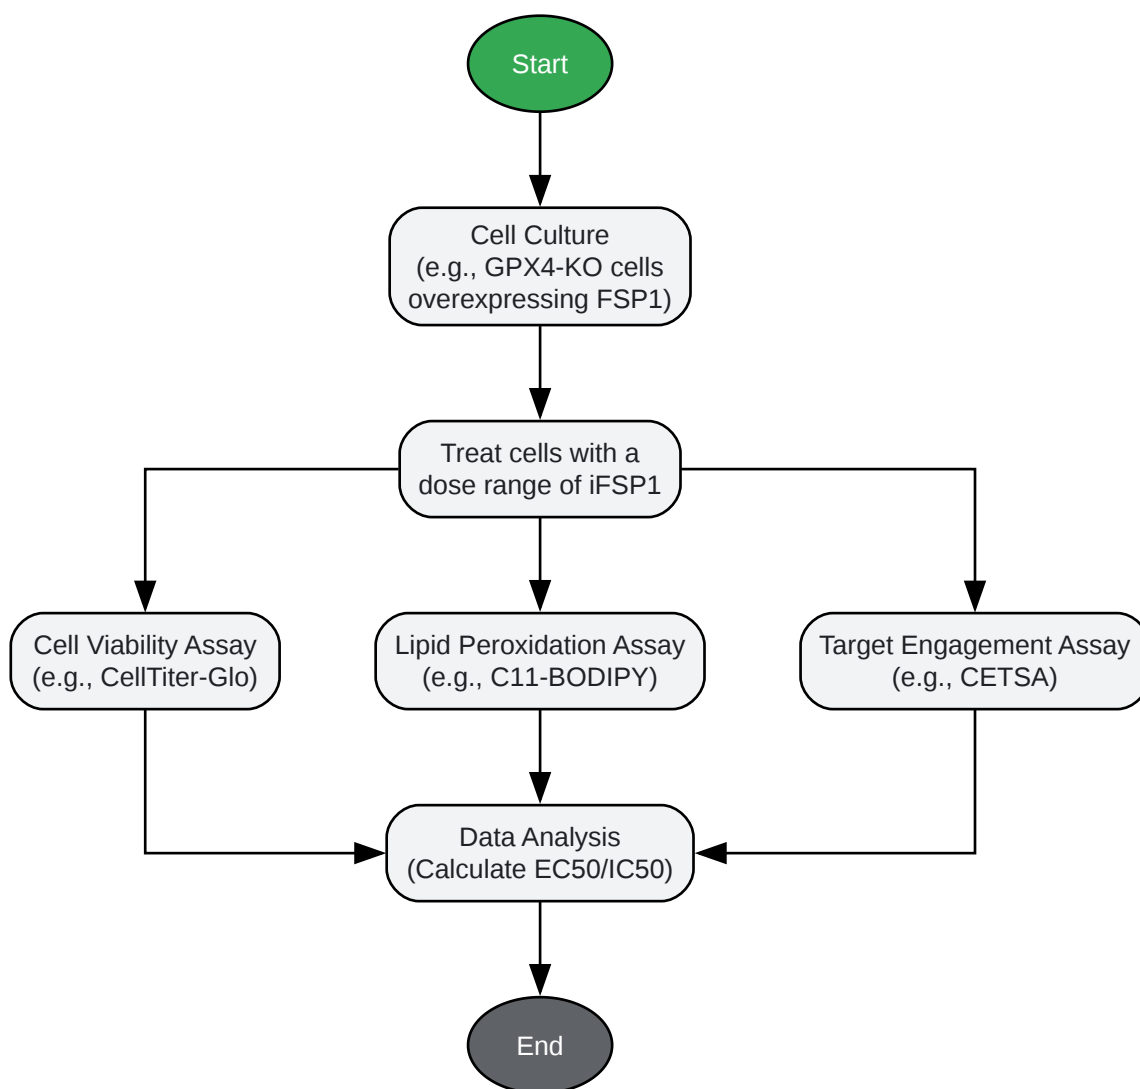 Start
Cell Culture
(e.g., GPX4-KO cells
overexpressing FSP1)
Treat cells with a
dose range of iFSP1
Cell Viability Assay
(e.g., CellTiter-Glo)
Lipid Peroxidation Assay
(e.g., C11-BODIPY)
Target Engagement Assay
(e.g., CETSA)
Data Analysis
(Calculate EC50/IC50)
End